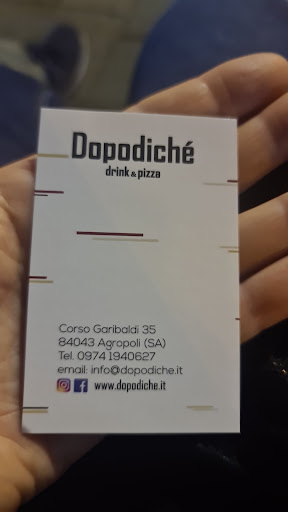 Dopodiché
drink & pizza
Corso Garibaldi 35
84043 Agropoli (SA)
Tel. 0974 1940627
email: info@dopodiche.it
www.dopodiche.it